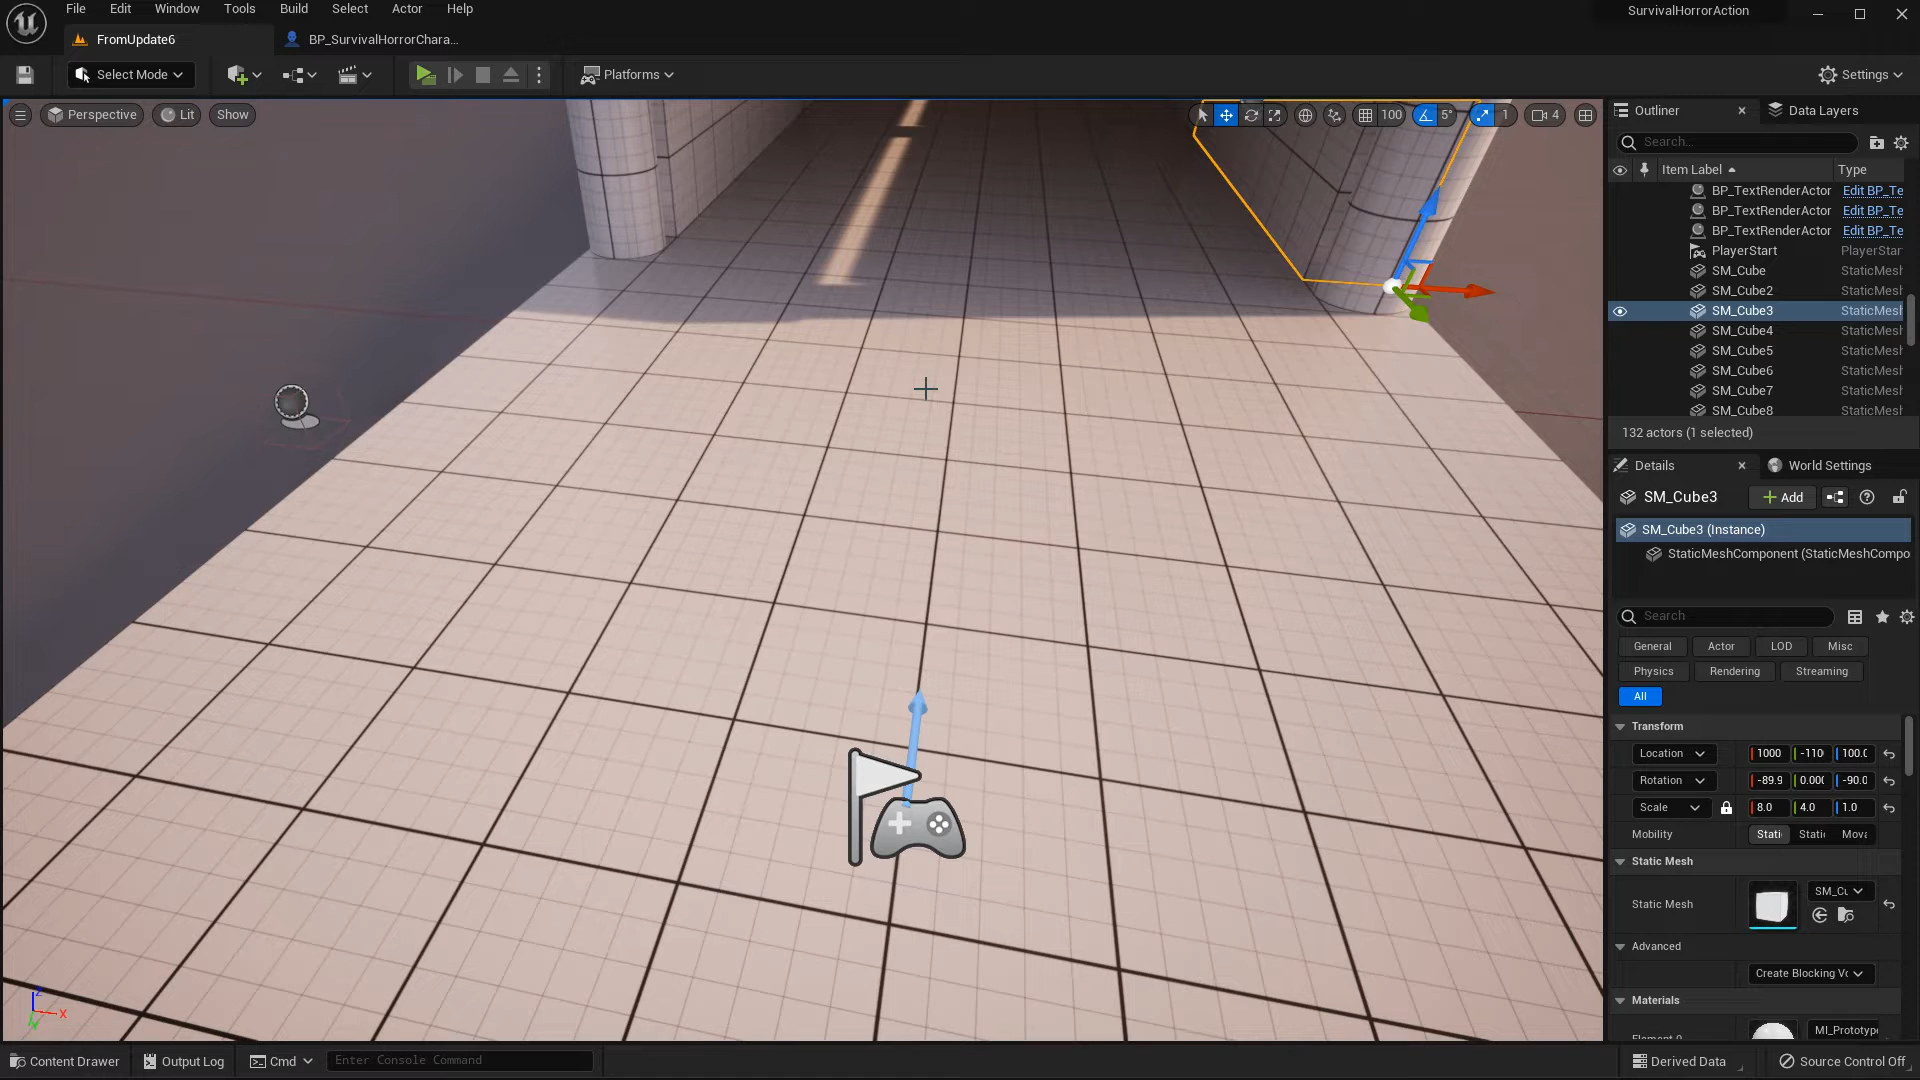 File Edit Window Tools Build Select Actor Help
SurvivalHorrorAction
FromUpdate6
BP_SurvivalHorrorChara...
Select Mode
Platforms
Settings
Perspective
Lit
Show
100
5°
1
4
Outliner
Data Layers
Search...
Item Label
Type
BP_TextRenderActor Edit BP_Te
BP_TextRenderActor Edit BP_Te
BP_TextRenderActor Edit BP_Te
PlayerStart PlayerStar
SM_Cube StaticMesh
SM_Cube2 StaticMesh
SM_Cube3 StaticMesh
SM_Cube4 StaticMesh
SM_Cube5 StaticMesh
SM_Cube6 StaticMesh
SM_Cube7 StaticMesh
SM_Cube8 StaticMesh
132 actors (1 selected)
Details
World Settings
SM_Cube3
Add
SM_Cube3 (Instance)
StaticMeshComponent (StaticMeshCompo
Search
General Actor LOD Misc
Physics Rendering Streaming
All
Transform
Location 1000 -110 100.0
Rotation -89.9 0.000 -90.0
Scale 8.0 4.0 1.0
Mobility Stati Stati Mova
Static Mesh
Static Mesh
SM_Cu
Advanced
Create Blocking Vo
Materials
Element 0
MI_Prototype
Z
X
Y
Content Drawer
Output Log
Cmd
Enter Console Command
Derived Data
Source Control Off